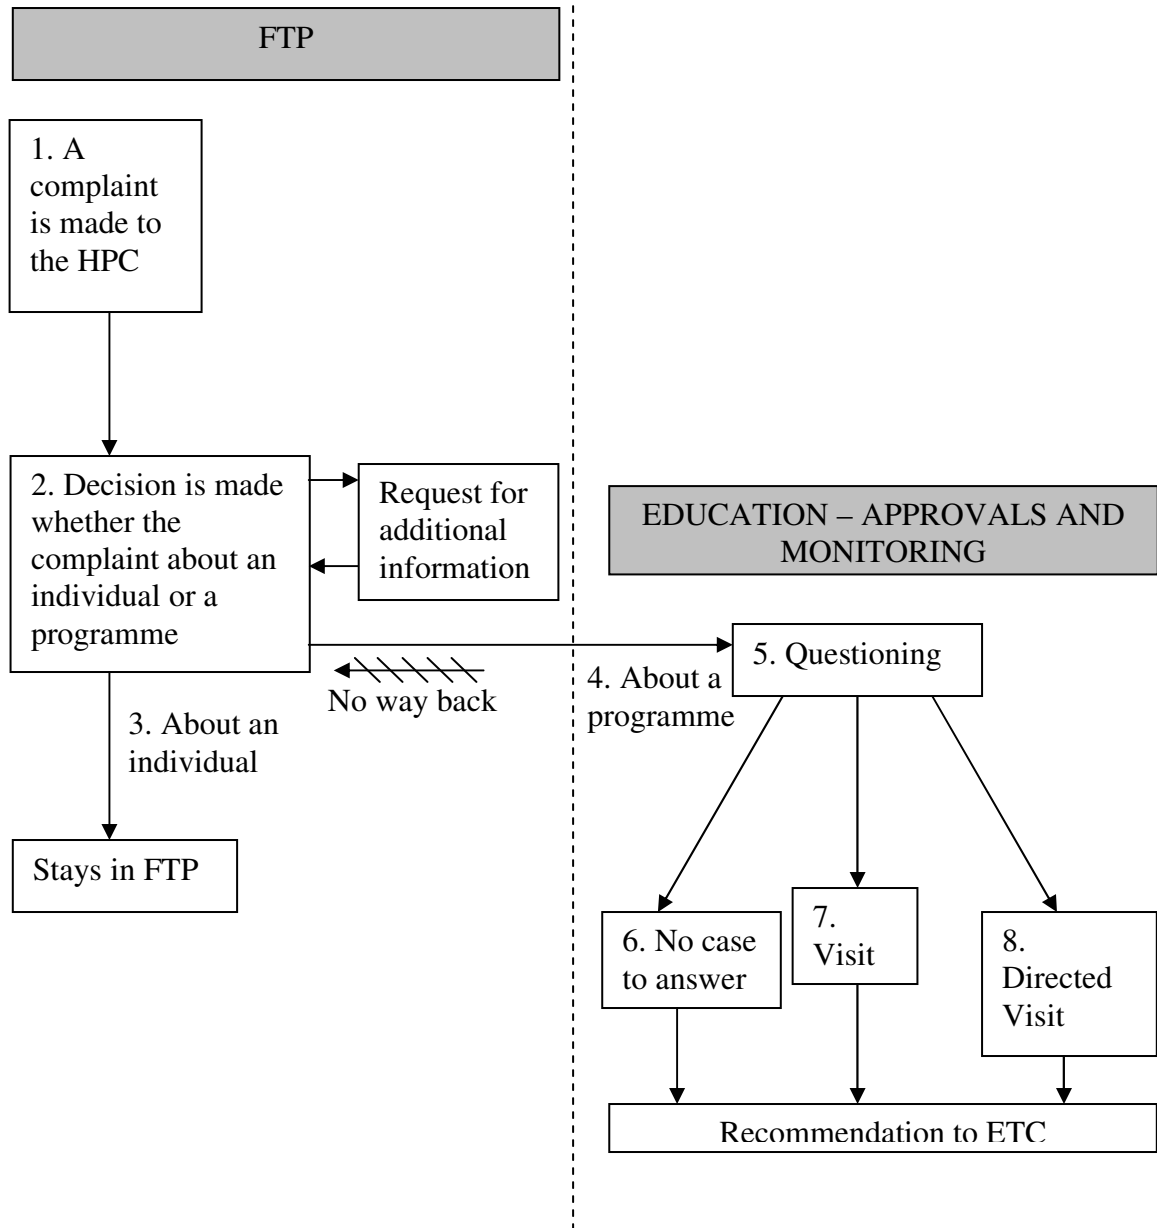 FTP
1. A
complaint
is made to
the HPC
2. Decision is made
whether the
complaint about an
individual or a
programme
Request for
additional
information
No way back
3. About an
individual
Stays in FTP
EDUCATION – APPROVALS AND
MONITORING
4. About a
programme
5. Questioning
6. No case
to answer
7.
Visit
8.
Directed
Visit
Recommendation to ETC